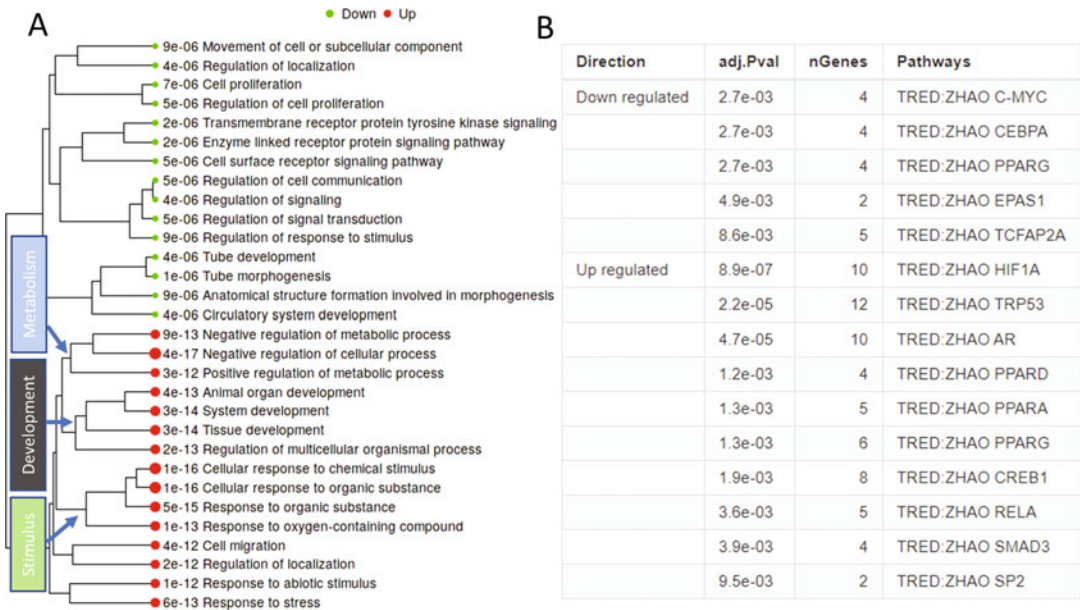 A
Down Up
9e-06 Movement of cell or subcellular component
4e-06 Regulation of localization
7e-06 Cell proliferation
5e-06 Regulation of cell proliferation
2e-06 Transmembrane receptor protein tyrosine kinase signaling
2e-06 Enzyme linked receptor protein signaling pathway
5e-06 Cell surface receptor signaling pathway
5e-06 Regulation of cell communication
4e-06 Regulation of signaling
5e-06 Regulation of signal transduction
9e-06 Regulation of response to stimulus
4e-06 Tube development
1e-06 Tube morphogenesis
9e-06 Anatomical structure formation involved in morphogenesis
4e-06 Circulatory system development
9e-13 Negative regulation of metabolic process
4e-17 Negative regulation of cellular process
3e-12 Positive regulation of metabolic process
4e-13 Animal organ development
3e-14 System development
3e-14 Tissue development
2e-13 Regulation of multicellular organismal process
1e-16 Cellular response to chemical stimulus
1e-16 Cellular response to organic substance
5e-15 Response to organic substance
1e-13 Response to oxygen-containing compound
4e-12 Cell migration
2e-12 Regulation of localization
1e-12 Response to abiotic stimulus
6e-13 Response to stress
Metabolism
Development
Stimulus
B
Direction adj.Pval nGenes Pathways
Down regulated 2.7e-03 4 TRED:ZHAO C-MYC
2.7e-03 4 TRED:ZHAO CEBPA
2.7e-03 4 TRED:ZHAO PPARG
4.9e-03 2 TRED:ZHAO EPAS1
8.6e-03 5 TRED:ZHAO TCFAP2A
Up regulated 8.9e-07 10 TRED:ZHAO HIF1A
2.2e-05 12 TRED:ZHAO TRP53
4.7e-05 10 TRED:ZHAO AR
1.2e-03 4 TRED:ZHAO PPARD
1.3e-03 5 TRED:ZHAO PPARA
1.3e-03 6 TRED:ZHAO PPARG
1.9e-03 8 TRED:ZHAO CREB1
3.6e-03 5 TRED:ZHAO RELA
3.9e-03 4 TRED:ZHAO SMAD3
9.5e-03 2 TRED:ZHAO SP2